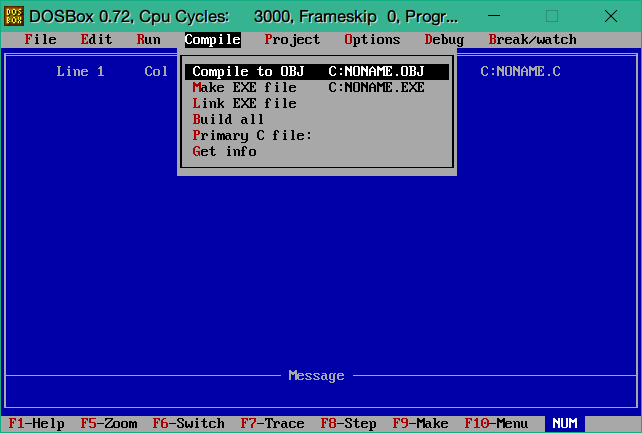 DOS BOX DOSBox 0.72, Cpu Cycles: 3000, Frameskip 0, Progr...
File Edit Run Compile Project Options Debug Break/watch
Line 1 Col C:NONAME.C
Compile to OBJ C:NONAME.OBJ
Make EXE file C:NONAME.EXE
Link EXE file
Build all
Primary C file:
Get info
Message
F1-Help F5-Zoom F6-Switch F7-Trace F8-Step F9-Make F10-Menu NUM